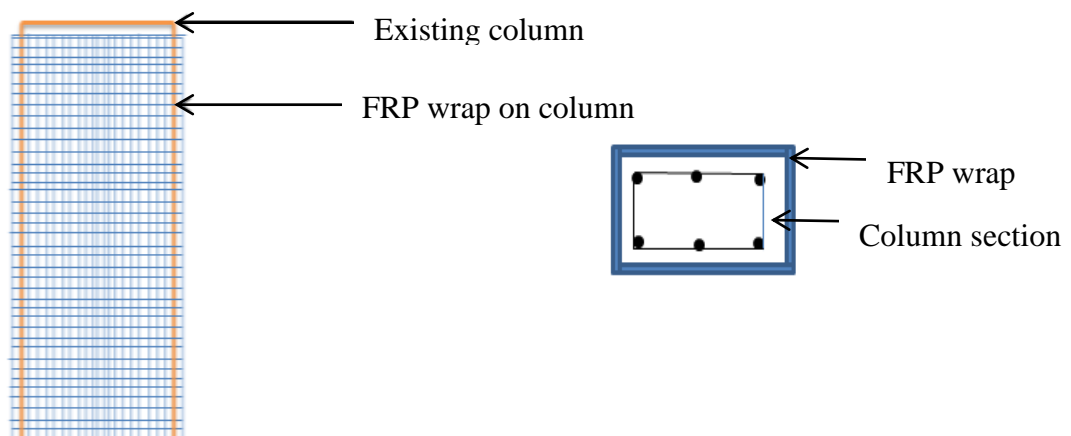 Existing column
FRP wrap on column
FRP wrap
Column section